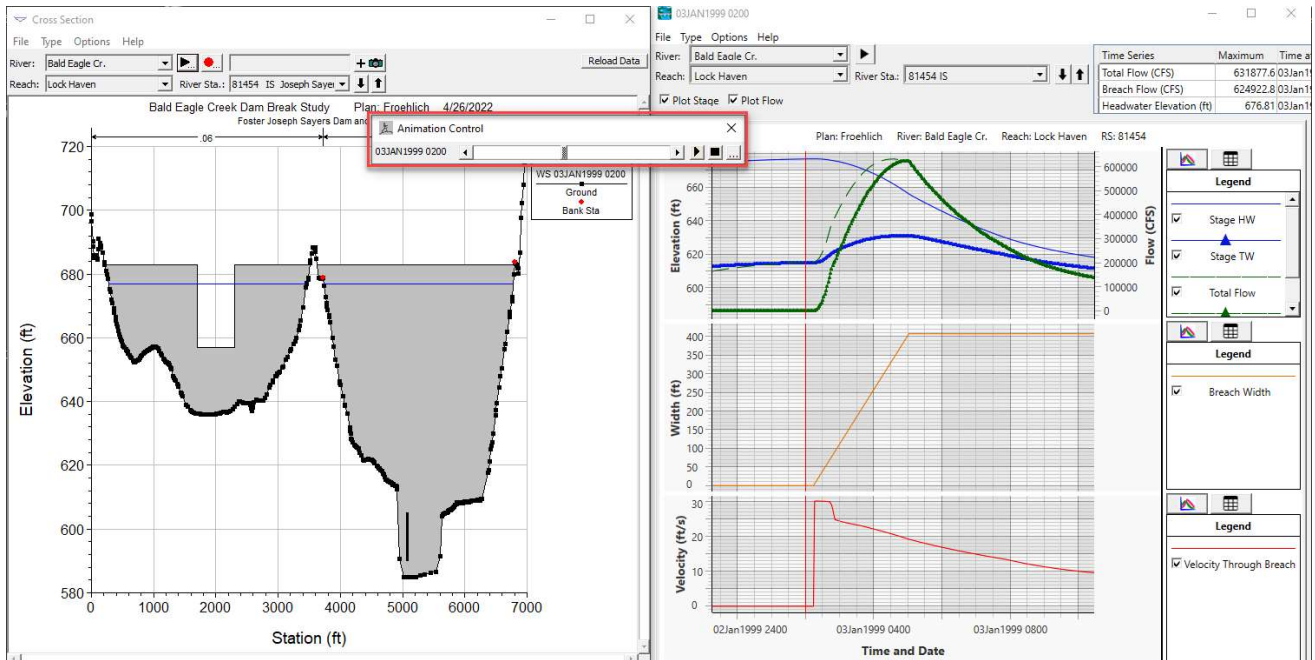 Cross Section
File Type Options Help
River: Bald Eagle Cr.
Reload Data
Reach: Lock Haven River Sta.: 81454 IS Joseph Sayer
Bald Eagle Creek Dam Break Study Plan: Froehlich 4/26/2022
Foster Joseph Sayers Dam and
.06
Animation Control
03JAN1999 0200
...
WS 03JAN1999 0200
Ground
Bank Sta
720
700
680
660
640
620
600
580
Elevation (ft)
0 1000 2000 3000 4000 5000 6000 7000
Station (ft)
03JAN1999 0200
File Type Options Help
River: Bald Eagle Cr.
Reach: Lock Haven River Sta.: 81454 IS
Plot Stage Plot Flow
Time Series Maximum Time a
Total Flow (CFS) 631877.6 03Jan1
Breach Flow (CFS) 624922.8 03Jan1
Headwater Elevation (ft) 676.81 03Jan1
Plan: Froehlich River: Bald Eagle Cr. Reach: Lock Haven RS: 81454
660
640
620
600
Elevation (ft)
600000
500000
400000
300000
200000
100000
0
Flow (CFS)
Legend
Stage HW
Stage TW
Total Flow
400
350
300
250
200
150
100
50
0
Width (ft)
Legend
Breach Width
30
20
10
0
Velocity (ft/s)
Legend
Velocity Through Breach
02Jan1999 2400 03Jan1999 0400 03Jan1999 0800
Time and Date